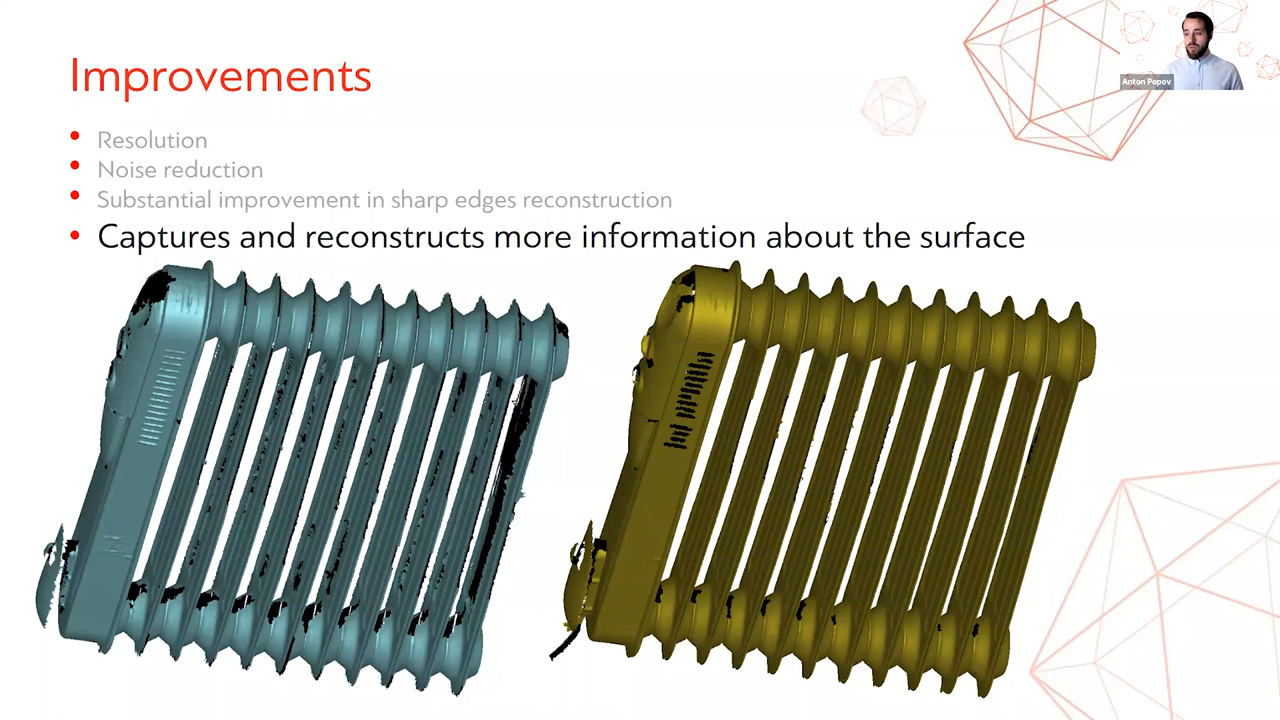 Improvements
Resolution
Noise reduction
Substantial improvement in sharp edges reconstruction
Captures and reconstructs more information about the surface
Anton Popov